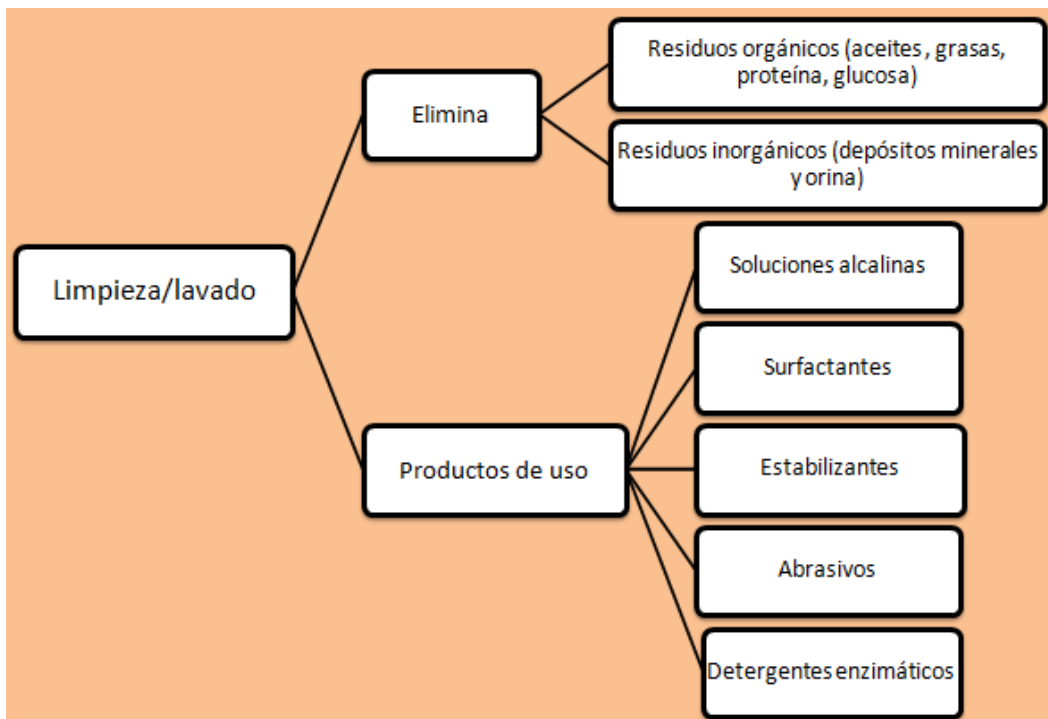 Residuos orgánicos (aceites, grasas,
proteína, glucosa)
Elimina
Residuos inorgánicos (depósitos minerales
y orina)
Limpieza/lavado
Soluciones alcalinas
Surfactantes
Productos de uso
Estabilizantes
Abrasivos
Detergentes enzimáticos